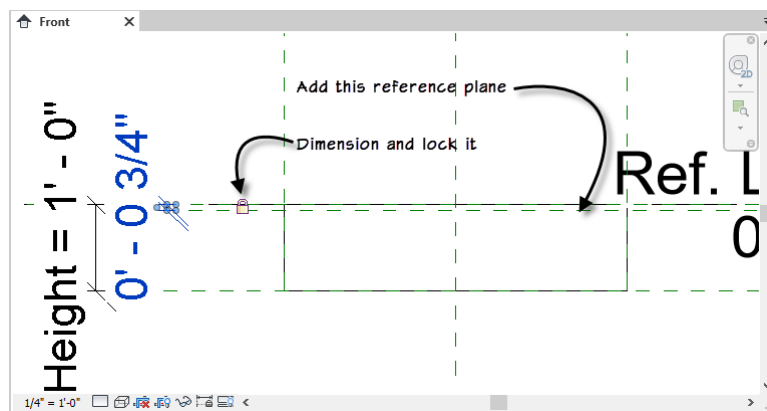 Front
Add this reference plane
Dimension and lock it
Height = 1' - 0"
0' - 0 3/4"
Ref. L
0
2D
1/4" = 1'-0"